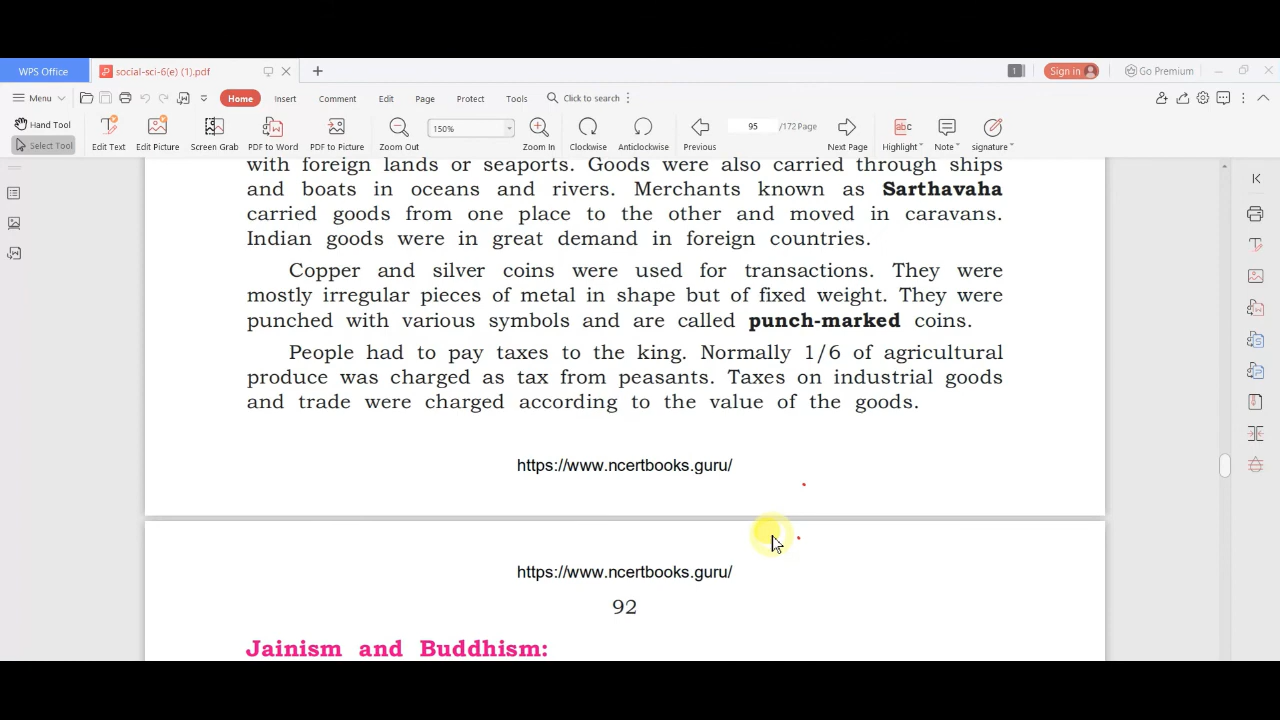 WPS Office social-sci-6(e) (1).pdf 1 Sign in Go Premium
Menu Home Insert Comment Edit Page Protect Tools Click to search
Hand Tool 150% 95 /172 Page
Select Tool Edit Text Edit Picture Screen Grab PDF to Word PDF to Picture Zoom Out Zoom In Clockwise Anticlockwise Previous Next Page Highlight Note signature
with foreign lands or seaports. Goods were also carried through ships
and boats in oceans and rivers. Merchants known as Sarthavaha
carried goods from one place to the other and moved in caravans.
Indian goods were in great demand in foreign countries.
Copper and silver coins were used for transactions. They were
mostly irregular pieces of metal in shape but of fixed weight. They were
punched with various symbols and are called punch-marked coins.
People had to pay taxes to the king. Normally 1/6 of agricultural
produce was charged as tax from peasants. Taxes on industrial goods
and trade were charged according to the value of the goods.
https://www.ncertbooks.guru/
https://www.ncertbooks.guru/
92
Jainism and Buddhism: